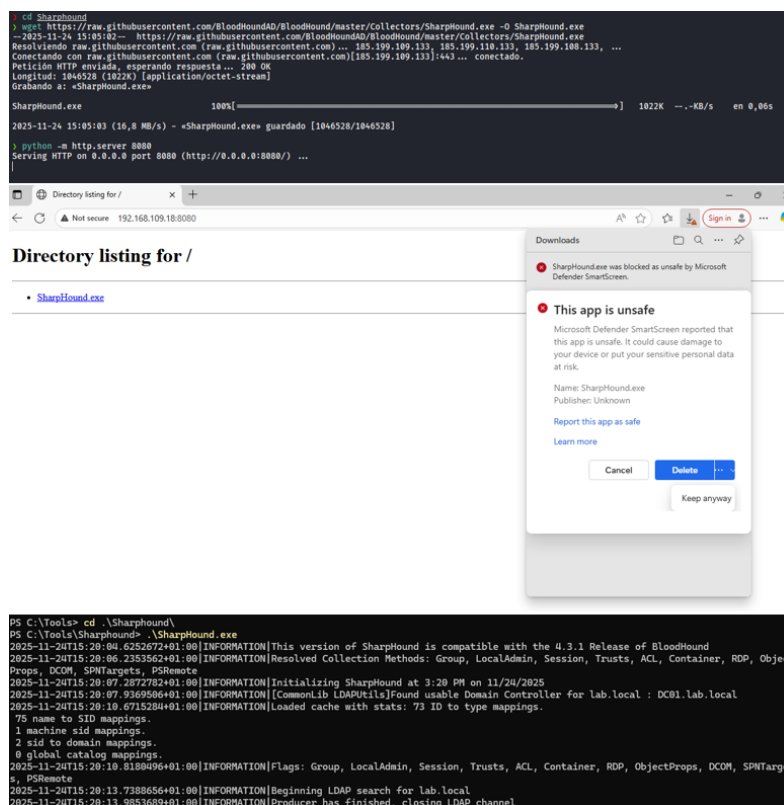 ❯ cd Sharphound
❯ wget https://raw.githubusercontent.com/BloodHoundAD/BloodHound/master/Collectors/SharpHound.exe -O SharpHound.exe
--2025-11-24 15:05:02--  https://raw.githubusercontent.com/BloodHoundAD/BloodHound/master/Collectors/SharpHound.exe
Resolviendo raw.githubusercontent.com (raw.githubusercontent.com)... 185.199.109.133, 185.199.110.133, 185.199.108.133, ...
Conectando con raw.githubusercontent.com (raw.githubusercontent.com)[185.199.109.133]:443... conectado.
Petición HTTP enviada, esperando respuesta... 200 OK
Longitud: 1046528 (1022K) [application/octet-stream]
Grabando a: «SharpHound.exe»
SharpHound.exe 100%[=====================================>] 1022K --.-KB/s en 0,06s
2025-11-24 15:05:03 (16,8 MB/s) - «SharpHound.exe» guardado [1046528/1046528]
❯ python -m http.server 8080
Serving HTTP on 0.0.0.0 port 8080 (http://0.0.0.0:8080/) ...
Directory listing for /
Not secure 192.168.109.18:8080
Sign in
Directory listing for /
SharpHound.exe
Downloads
SharpHound.exe was blocked as unsafe by Microsoft
Defender SmartScreen.
This app is unsafe
Microsoft Defender SmartScreen reported that
this app is unsafe. It could cause damage to
your device or put your sensitive personal data
at risk.
Name: SharpHound.exe
Publisher: Unknown
Report this app as safe
Learn more
Cancel Delete ...
Keep anyway
PS C:\Tools> cd .\Sharphound\
PS C:\Tools\Sharphound> .\SharpHound.exe
2025-11-24T15:20:04.6252672+01:00|INFORMATION|This version of SharpHound is compatible with the 4.3.1 Release of BloodHound
2025-11-24T15:20:06.2353562+01:00|INFORMATION|Resolved Collection Methods: Group, LocalAdmin, Session, Trusts, ACL, Container, RDP, Obje
Props, DCOM, SPNTargets, PSRemote
2025-11-24T15:20:07.2872782+01:00|INFORMATION|Initializing SharpHound at 3:20 PM on 11/24/2025
2025-11-24T15:20:07.9369506+01:00|INFORMATION|[CommonLib LDAPUtils]Found usable Domain Controller for lab.local : DC01.lab.local
2025-11-24T15:20:10.6715284+01:00|INFORMATION|Loaded cache with stats: 73 ID to type mappings.
75 name to SID mappings.
1 machine sid mappings.
2 sid to domain mappings.
0 global catalog mappings.
2025-11-24T15:20:10.8180496+01:00|INFORMATION|Flags: Group, LocalAdmin, Session, Trusts, ACL, Container, RDP, ObjectProps, DCOM, SPNTarg
s, PSRemote
2025-11-24T15:20:13.7388656+01:00|INFORMATION|Beginning LDAP search for lab.local
2025-11-24T15:20:13.9853689+01:00|INFORMATION|Producer has finished, closing LDAP channel